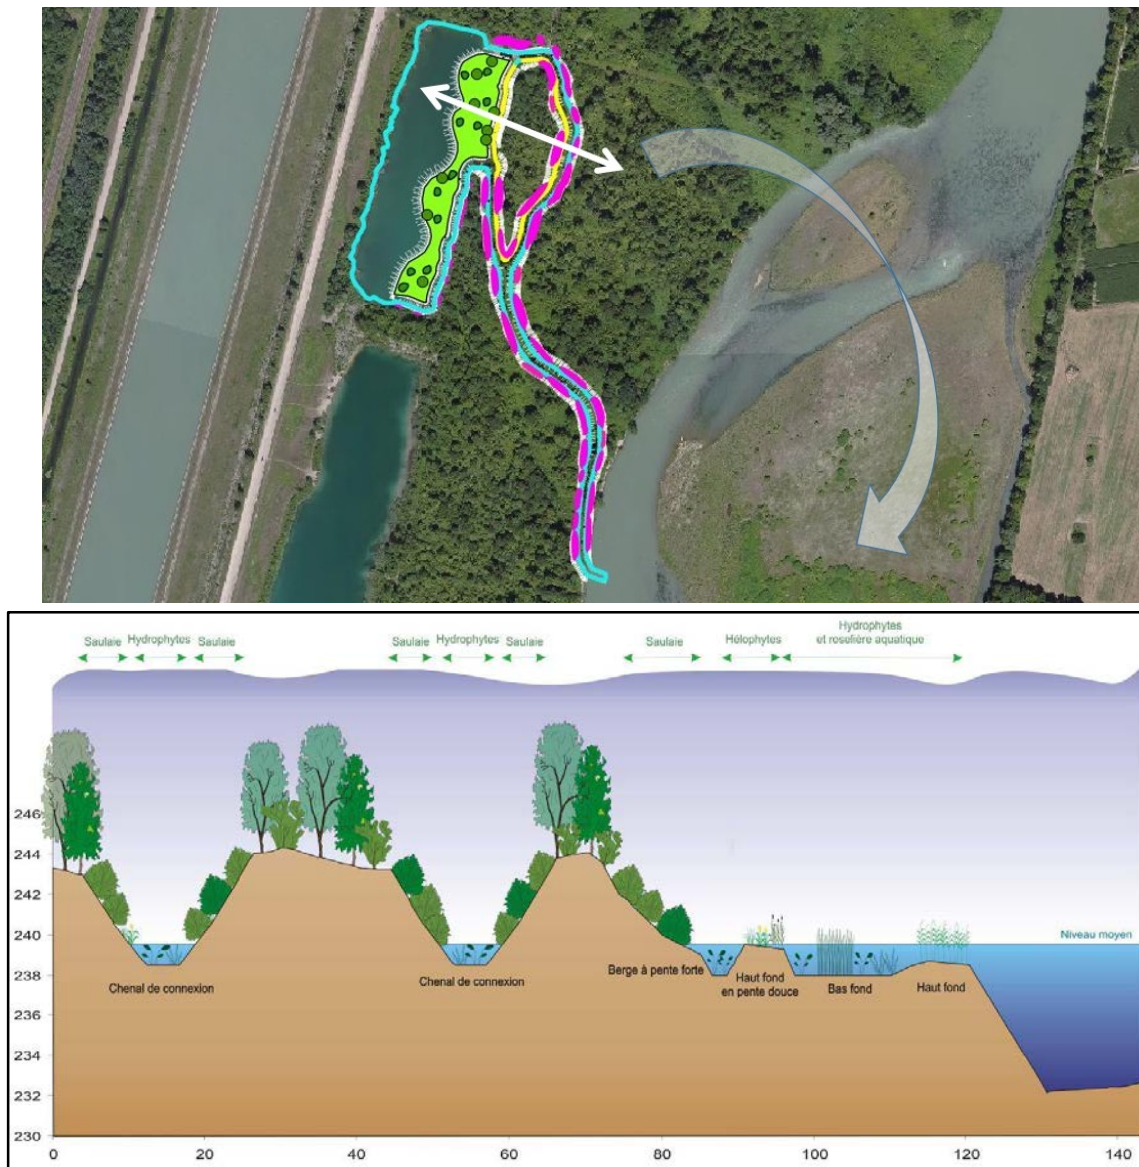 Hydrophytes
et roselière aquatique
Saulaie Hydrophytes Saulaie Saulaie Hydrophytes Saulaie Saulaie Hélophytes
246
244
242
240
238
236
234
232
230
Niveau moyen
Chenal de connexion
Chenal de connexion
Berge à pente forte
Haut fond
en pente douce
Bas fond
Haut fond
0 20 40 60 80 100 120 140